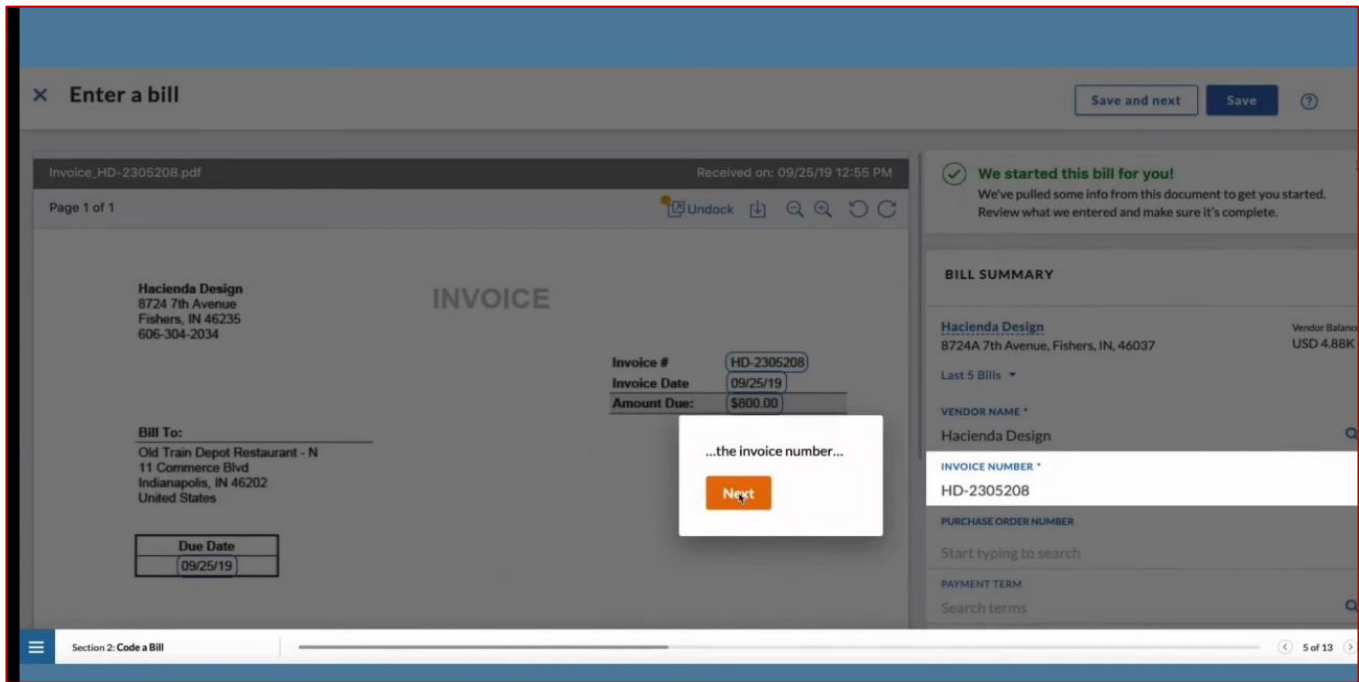 × Enter a bill
Save and next
Save
?
Invoice_HD-2305208.pdf
Received on: 09/25/19 12:55 PM
Page 1 of 1
Undock
Hacienda Design
8724 7th Avenue
Fishers, IN 46235
606-304-2034
INVOICE
Invoice # HD-2305208
Invoice Date 09/25/19
Amount Due: $800.00
Bill To:
Old Train Depot Restaurant - N
11 Commerce Blvd
Indianapolis, IN 46202
United States
Due Date
09/25/19
...the invoice number...
Next
We started this bill for you!
We've pulled some info from this document to get you started.
Review what we entered and make sure it's complete.
BILL SUMMARY
Hacienda Design
Vendor Balance
8724A 7th Avenue, Fishers, IN, 46037
USD 4.88K
Last 5 Bills
VENDOR NAME *
Hacienda Design
INVOICE NUMBER *
HD-2305208
PURCHASE ORDER NUMBER
Start typing to search
PAYMENT TERM
Search terms
Section 2: Code a Bill
5 of 13